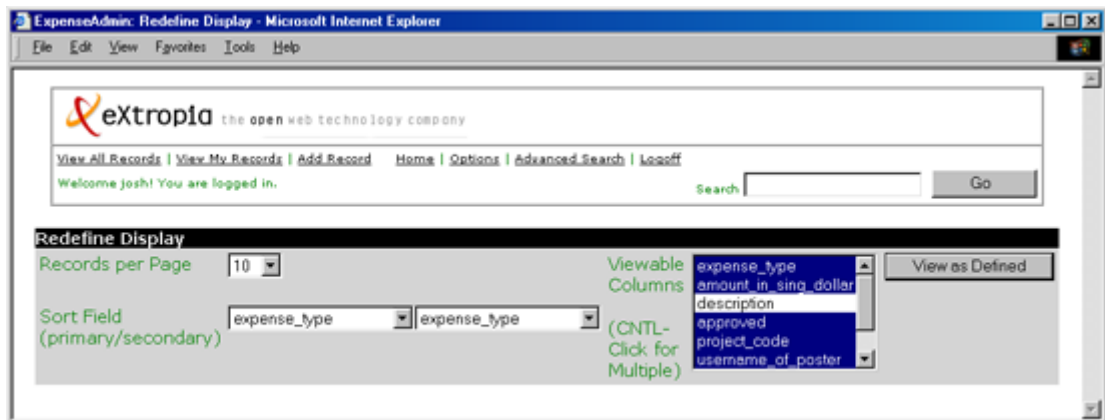 ExpenseAdmin: Redefine Display - Microsoft Internet Explorer
File Edit View Favorites Tools Help
eXtropia the open web technology company
View All Records | View My Records | Add Record Home | Options | Advanced Search | Logoff
Welcome josh! You are logged in.
Search Go
Redefine Display
Records per Page 10
Viewable Columns
expense_type
amount_in_sing_dollar
description
approved
project_code
username_of_poster
View as Defined
Sort Field (primary/secondary)
expense_type expense_type
(CNTL-Click for Multiple)